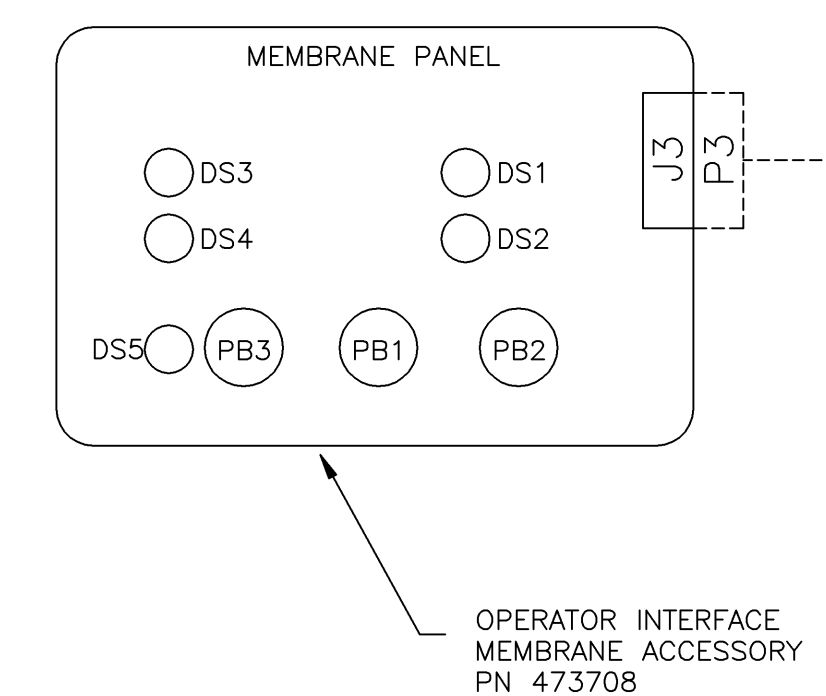 MEMBRANE PANEL
J3
P3
DS3
DS1
DS4
DS2
DS5
PB3
PB1
PB2
OPERATOR INTERFACE
MEMBRANE ACCESSORY
PN 473708